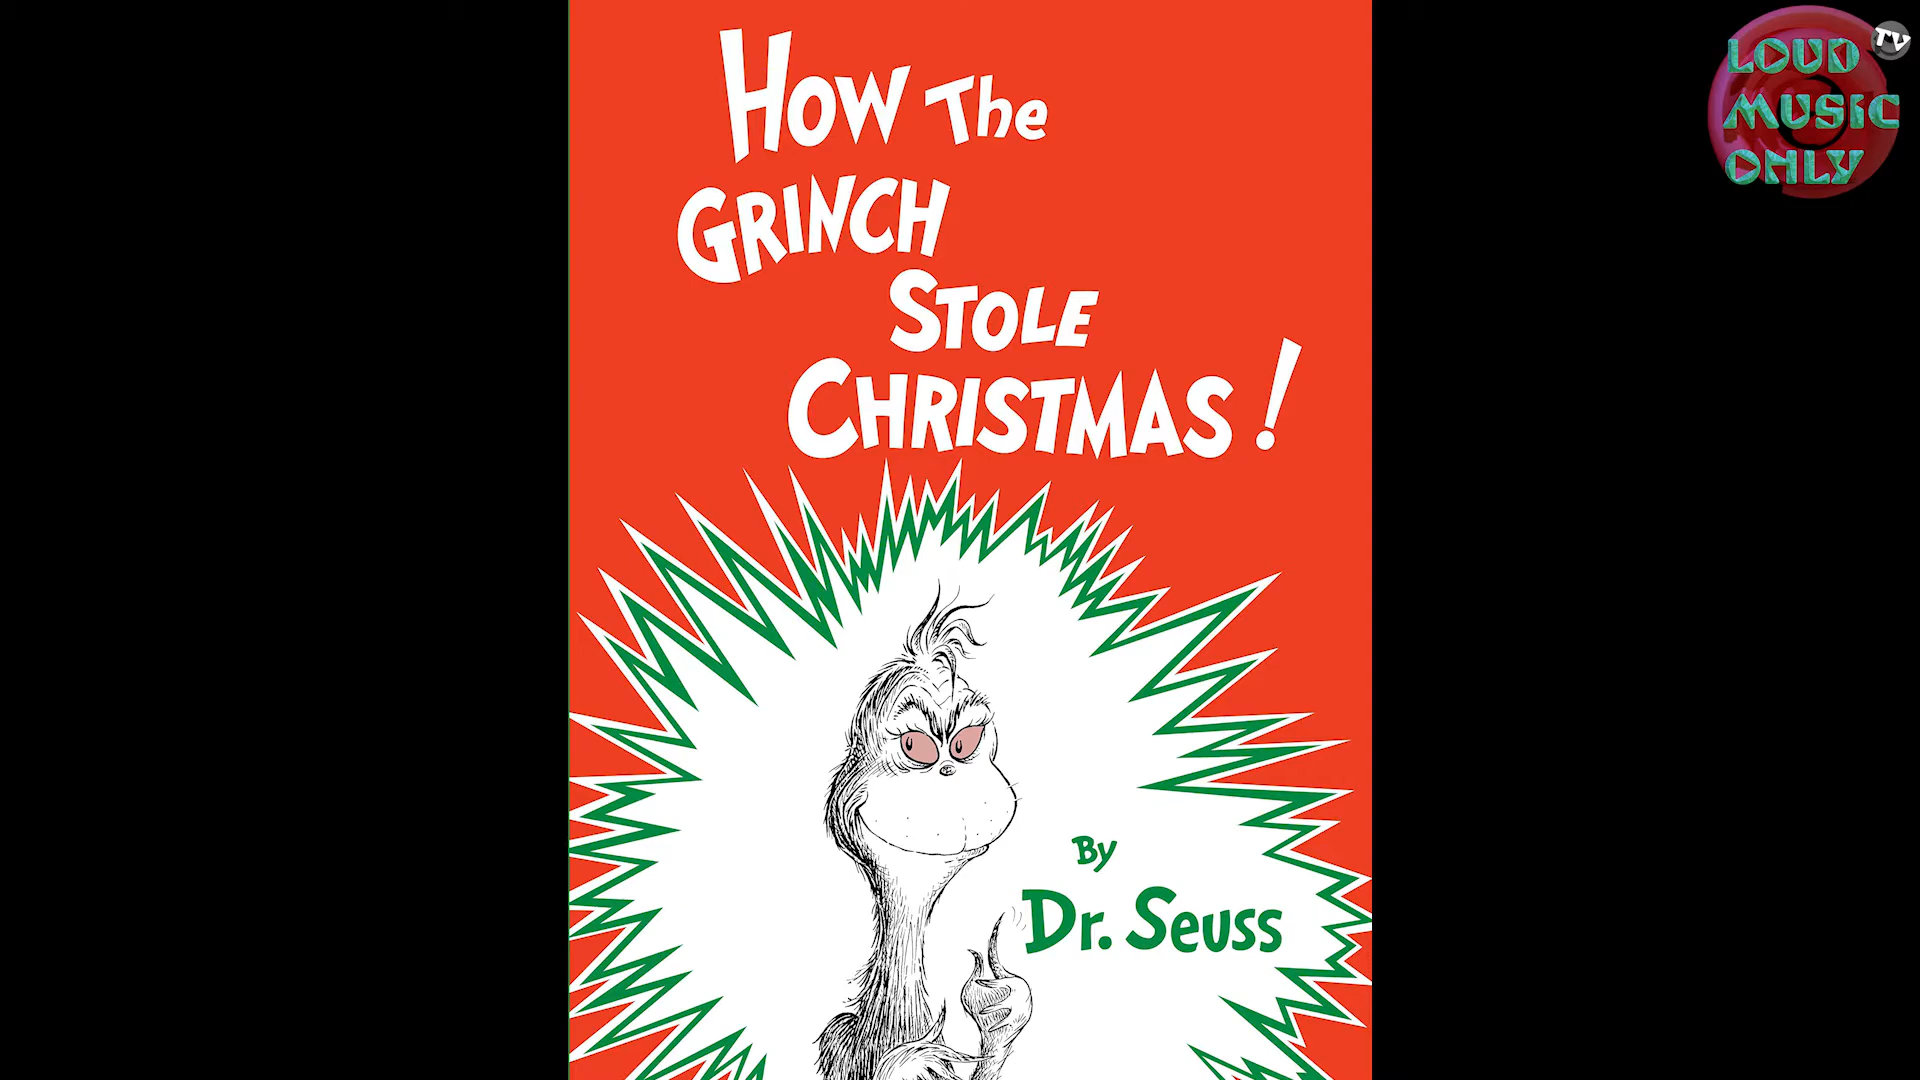 How The
GRINCH
STOLE
CHRISTMAS!
By
Dr. Seuss
LOUD TV
MUSIC
ONLY